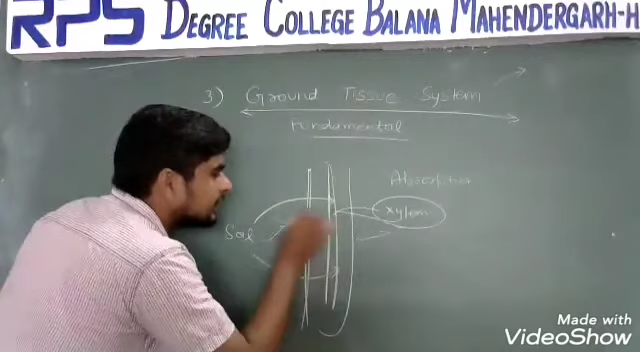 RPS DEGREE COLLEGE BALANA MAHENDERGARH-H
3) Ground Tissue System
Fundamental
Absorption
xylem
Soil
Made with
VideoShow